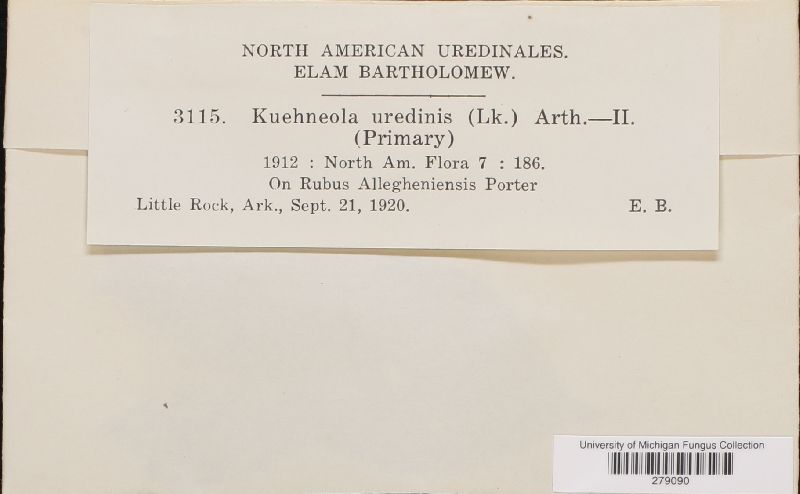 NORTH AMERICAN UREDINALES.
ELAM BARTHOLOMEW.
3115. Kuehneola uredinis (Lk.) Arth.—II.
(Primary)
1912 : North Am. Flora 7 : 186.
On Rubus Allegheniensis Porter
Little Rock, Ark., Sept. 21, 1920. E. B.
University of Michigan Fungus Collection
279090